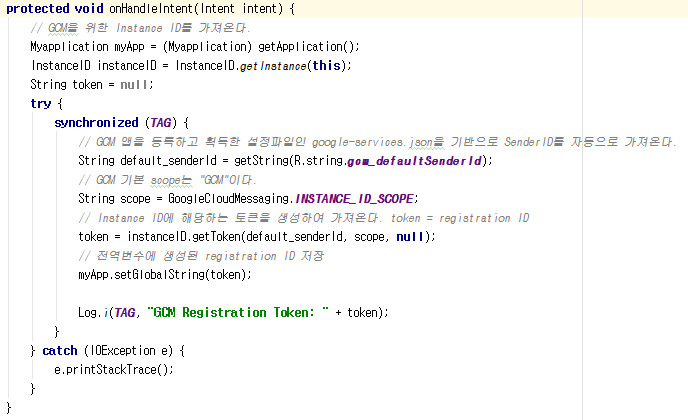 protected void onHandleIntent(Intent intent) {
// GCM을 위한 Instance ID를 가져온다.
Myapplication myApp = (Myapplication) getApplication();
InstanceID instanceID = InstanceID.getInstance(this);
String token = null;
try {
synchronized (TAG) {
// GCM 앱을 등록하고 획득한 설정파일인 google-services.json을 기반으로 SenderID를 자동으로 가져온다.
String default_senderId = getString(R.string.gcm_defaultSenderId);
// GCM 기본 scope는 "GCM"이다.
String scope = GoogleCloudMessaging.INSTANCE_ID_SCOPE;
// Instance ID에 해당하는 토큰을 생성하여 가져온다. token = registration ID
token = instanceID.getToken(default_senderId, scope, null);
// 전역변수에 생성된 registration ID 저장
myApp.setGlobalString(token);
Log.i(TAG, "GCM Registration Token: " + token);
}
} catch (IOException e) {
e.printStackTrace();
}
}